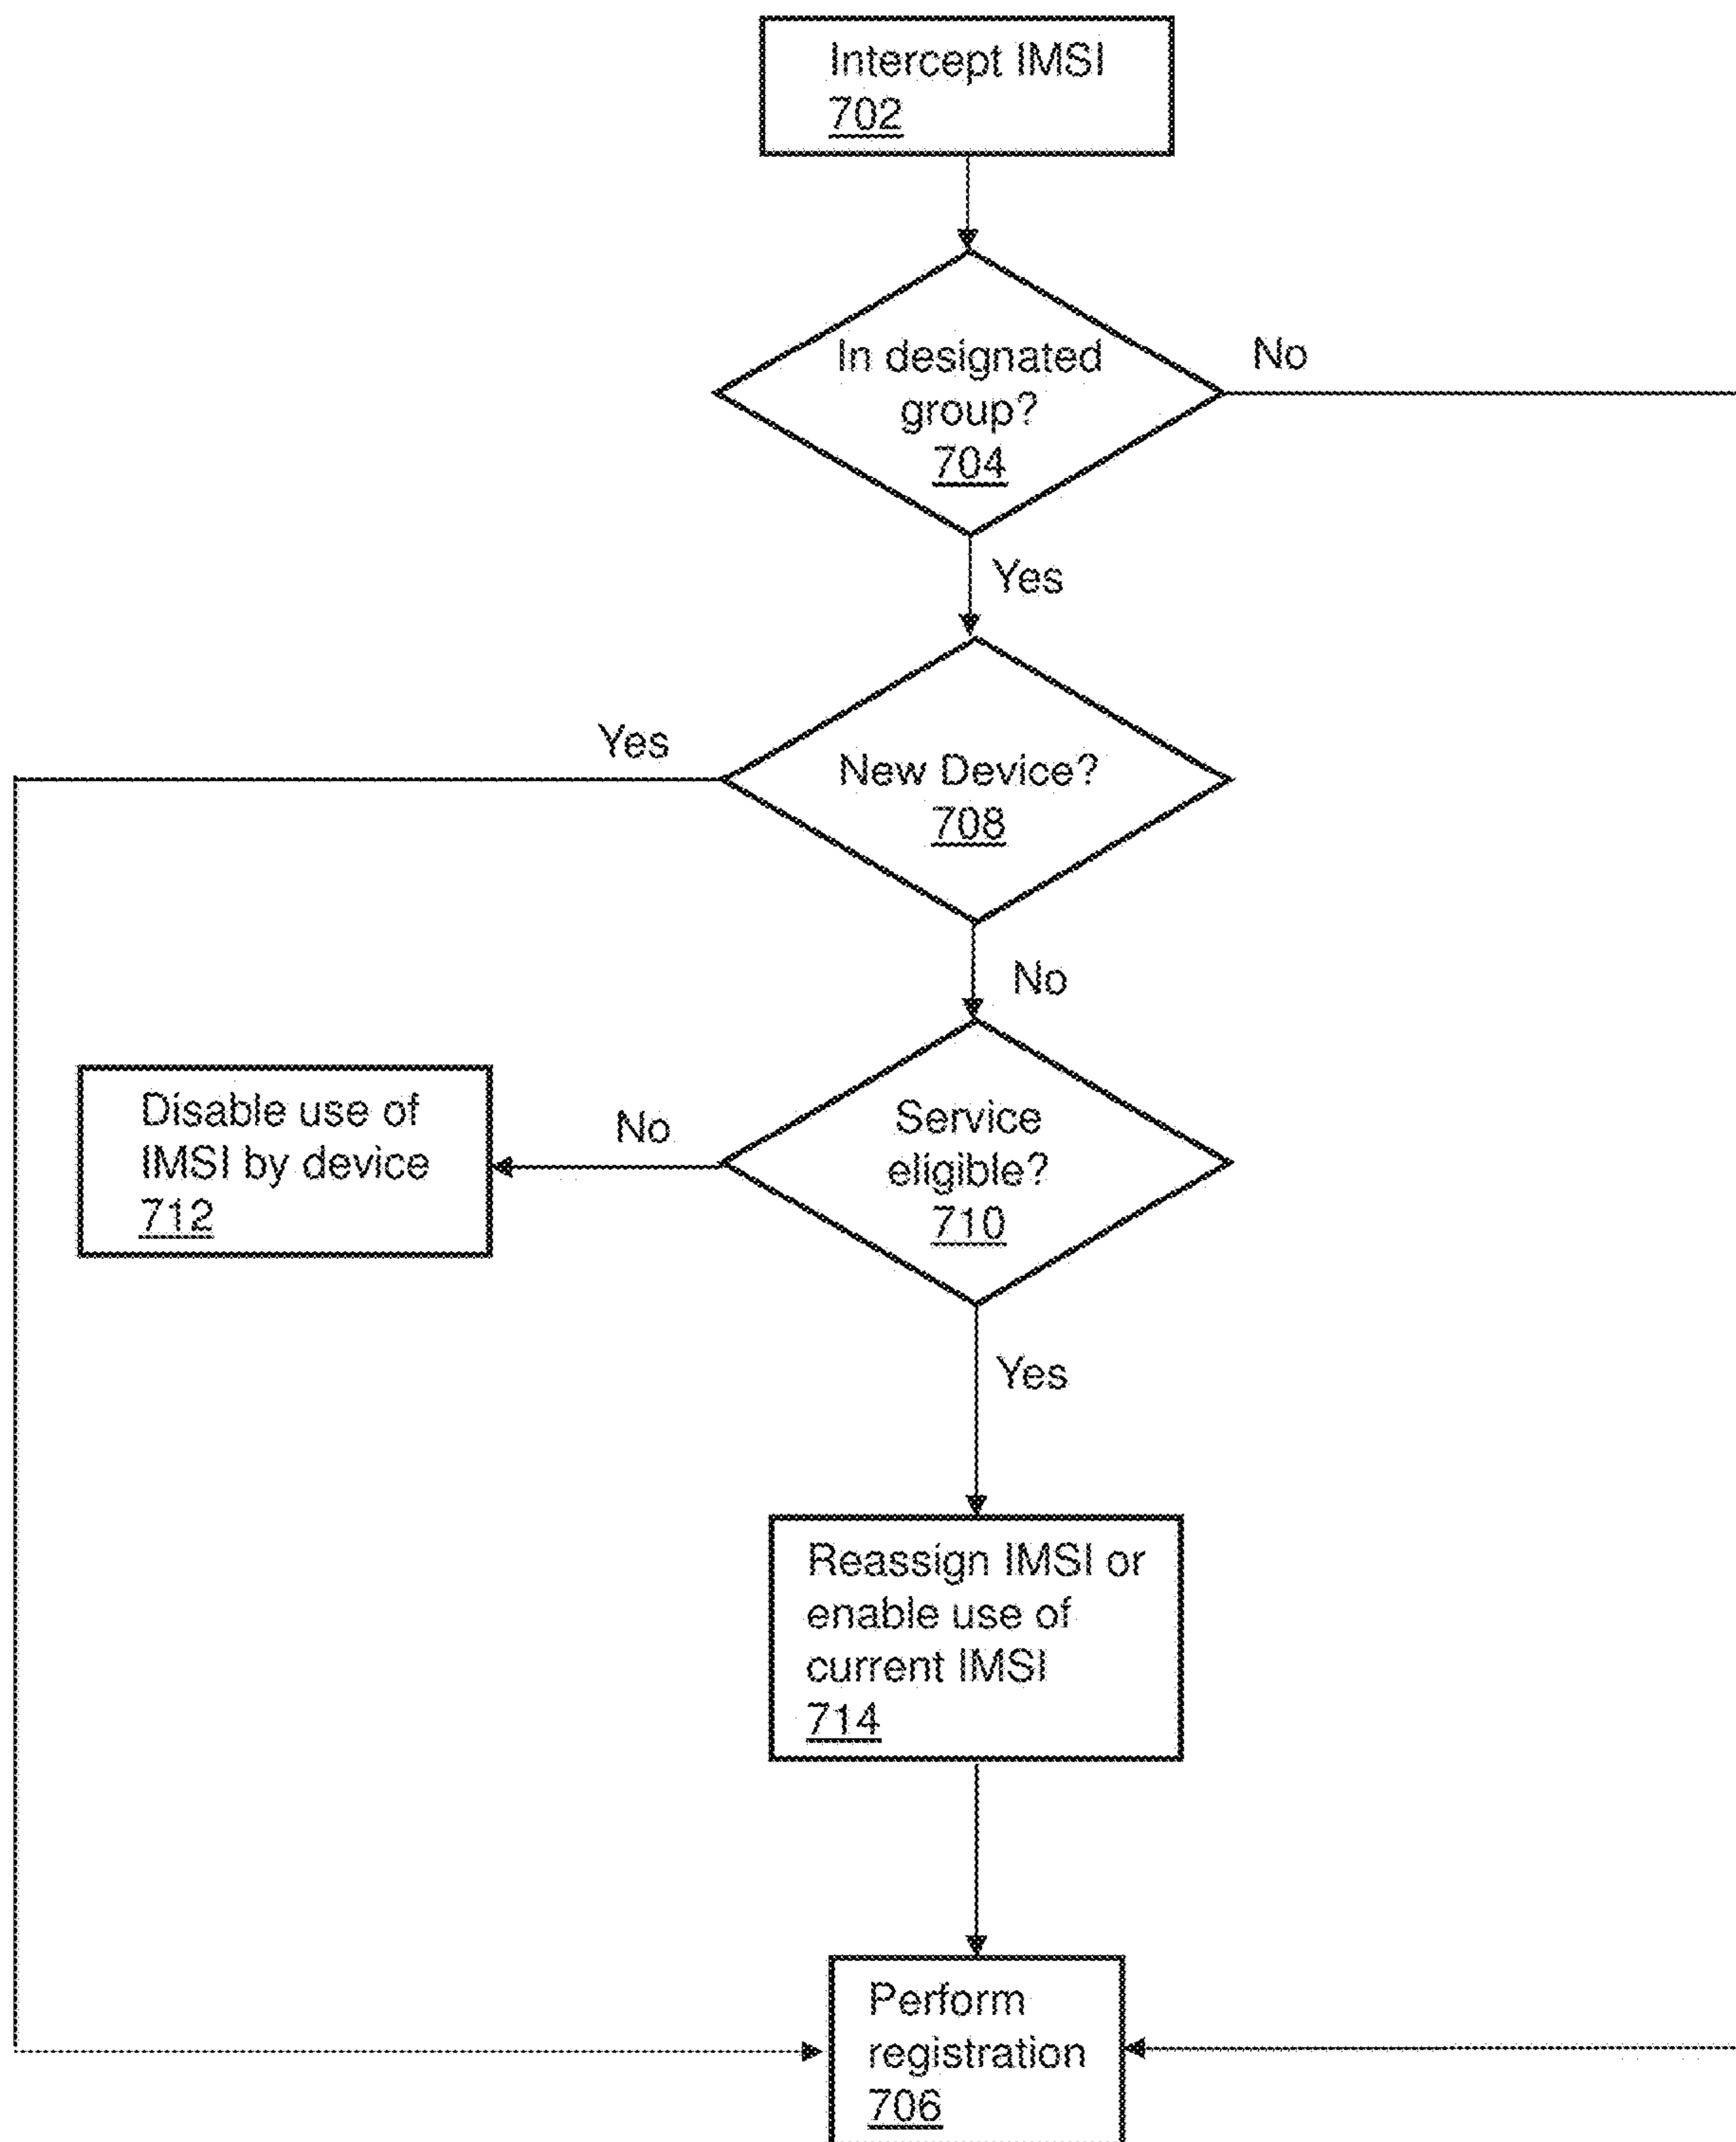 Intercept IMSI
702
In designated
group?
704
No
Yes
Yes
New Device?
708
No
Disable use of
IMSI by device
712
No
Service
eligible?
710
Yes
Reassign IMSI or
enable use of
current IMSI
714
Perform
registration
706